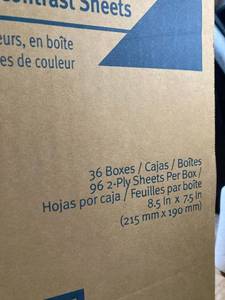 Contrast Sheets
eurs, en boîte
es de couleur
36 Boxes / Cajas / Boîtes
96 2-Ply Sheets Per Box /
Hojas por caja / Feuilles par boîte
8.5 In x 7.5 In
(215 mm x 190 mm)